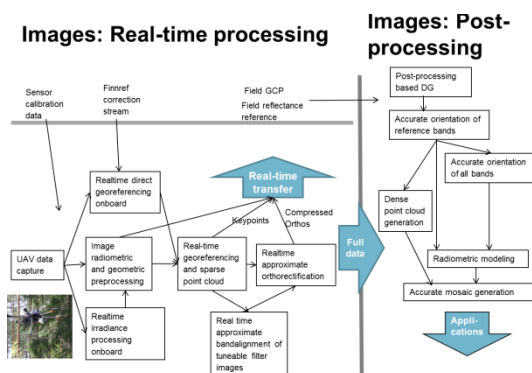 Images: Real-time processing
Images: Post-
processing
Sensor
calibration
data
Finnref
correction
stream
Field GCP
Field reflectance
reference
Realtime direct
georeferencing
onboard
Real-time
transfer
Keypoints
Compressed
Orthos
UAV data
capture
Image
radiometric
and geometric
preprocessing
Real-time
georeferencing
and sparse
point cloud
Realtime
approximate
orthorectification
Realtime
irradiance
processing
onboard
Real time
approximate
bandalignment of
tuneable filter
images
Full
data
Post-processing
based DG
Accurate orientation of
reference bands
Accurate orientation
of all bands
Dense
point cloud
generation
Radiometric modeling
Accurate mosaic generation
Appli-
cations